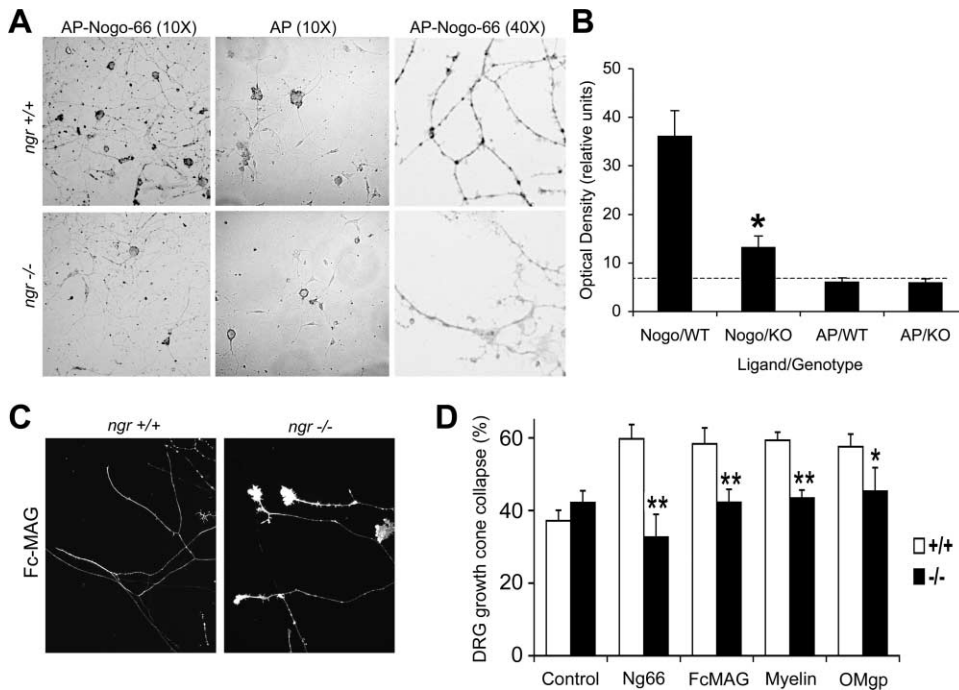 A
AP-Nogo-66 (10X)
AP (10X)
AP-Nogo-66 (40X)
ngr +/+
ngr -/-
B
Optical Density (relative units)
50
40
30
20
10
0
*
Nogo/WT
Nogo/KO
AP/WT
AP/KO
Ligand/Genotype
C
ngr +/+
ngr -/-
Fc-MAG
D
DRG growth cone collapse (%)
60
40
20
0
**
**
**
*
Control
Ng66
FcMAG
Myelin
OMgp
+/+
-/-